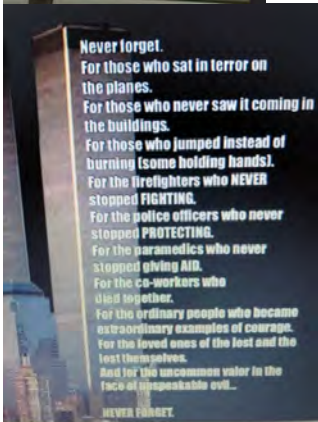 Never forget.
For those who sat in terror on
the planes.
For those who never saw it coming in
the buildings.
For those who jumped instead of
burning (some holding hands).
For the firefighters who NEVER
stopped FIGHTING.
For the police officers who never
stopped PROTECTING.
For the paramedics who never
stopped giving AID.
For the co-workers who
died together.
For the ordinary people who became
extraordinary examples of courage.
For the loved ones of the lost and the
lost themselves.
And for the uncommon valor in the
face of unspeakable evil...
NEVER FORGET.